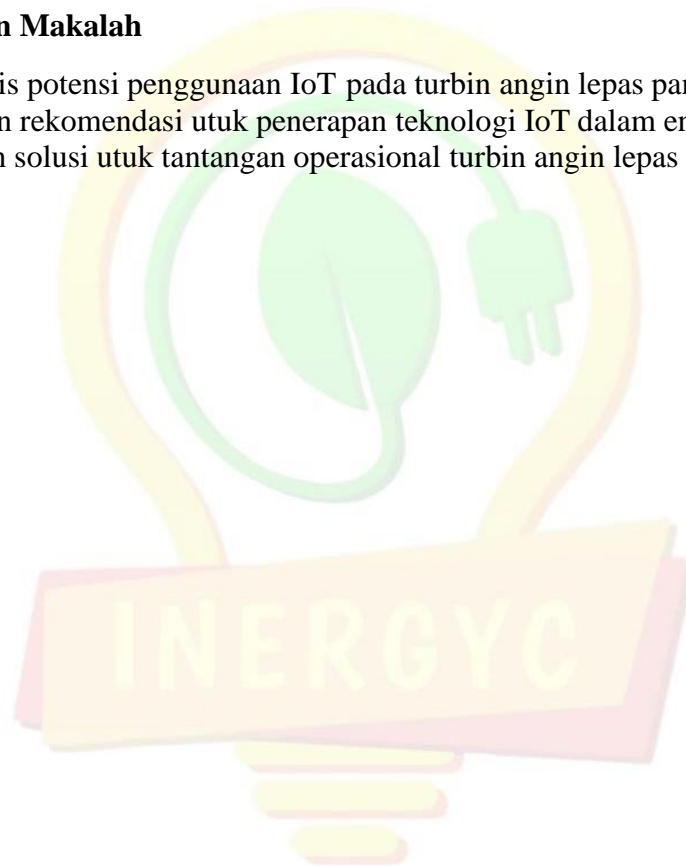 n Makalah
is potensi penggunaan IoT pada turbin angin lepas pan
n rekomendasi utuk penerapan teknologi IoT dalam en
n solusi utuk tantangan operasional turbin angin lepas
INERGYC